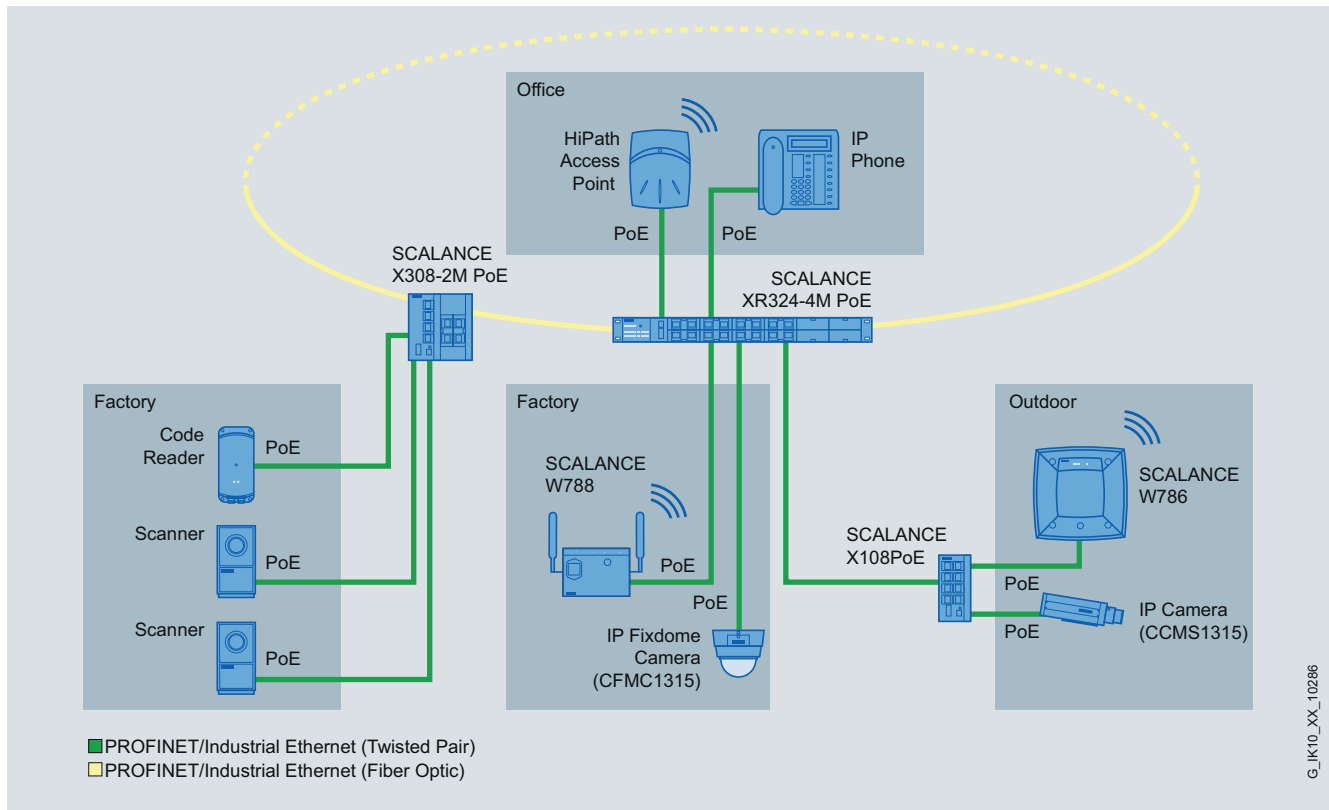 Office
HiPath
Access
Point
IP
Phone
PoE
PoE
SCALANCE
X308-2M PoE
SCALANCE
XR324-4M PoE
Factory
Code
Reader
PoE
Scanner
PoE
Scanner
PoE
Factory
SCALANCE
W788
PoE
PoE
IP Fixdome
Camera
(CFMC1315)
Outdoor
SCALANCE
W786
SCALANCE
X108PoE
PoE
PoE
IP Camera
(CCMS1315)
PROFINET/Industrial Ethernet (Twisted Pair)
PROFINET/Industrial Ethernet (Fiber Optic)
G_IK10_XX_10286